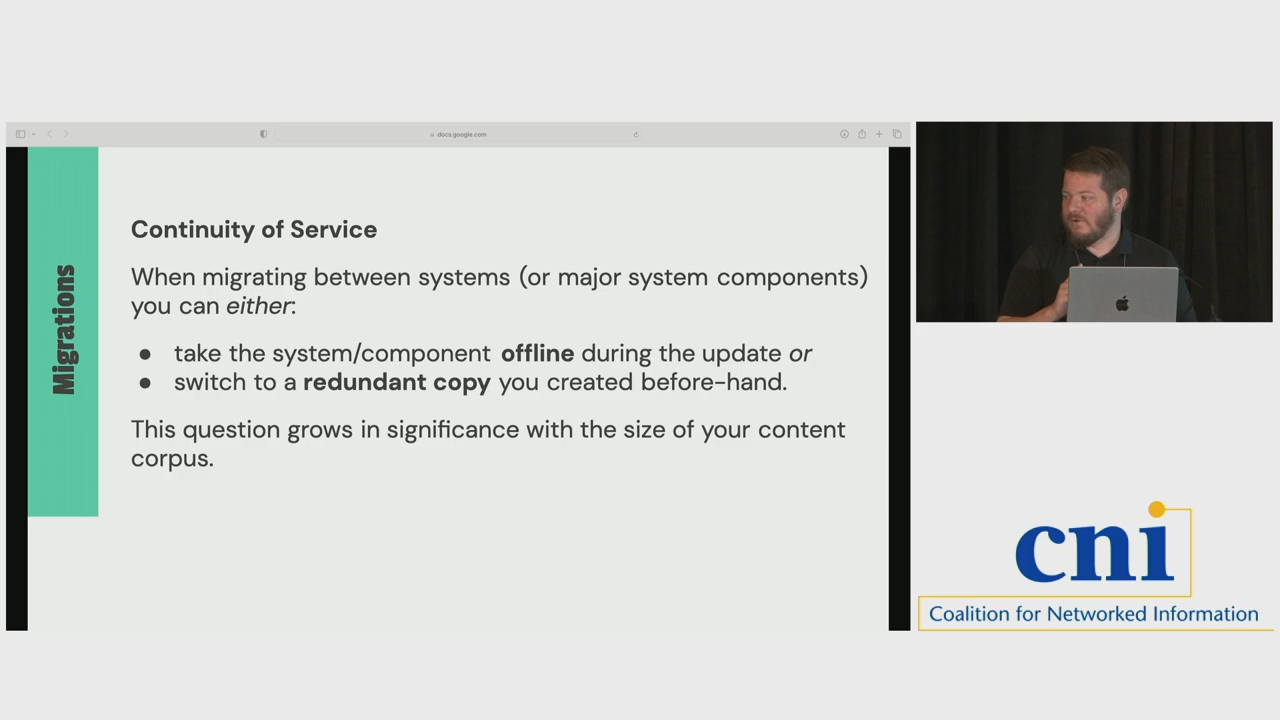 docs.google.com
Migrations
Continuity of Service
When migrating between systems (or major system components)
you can either:
● take the system/component offline during the update or
● switch to a redundant copy you created before-hand.
This question grows in significance with the size of your content
corpus.
cni
Coalition for Networked Information